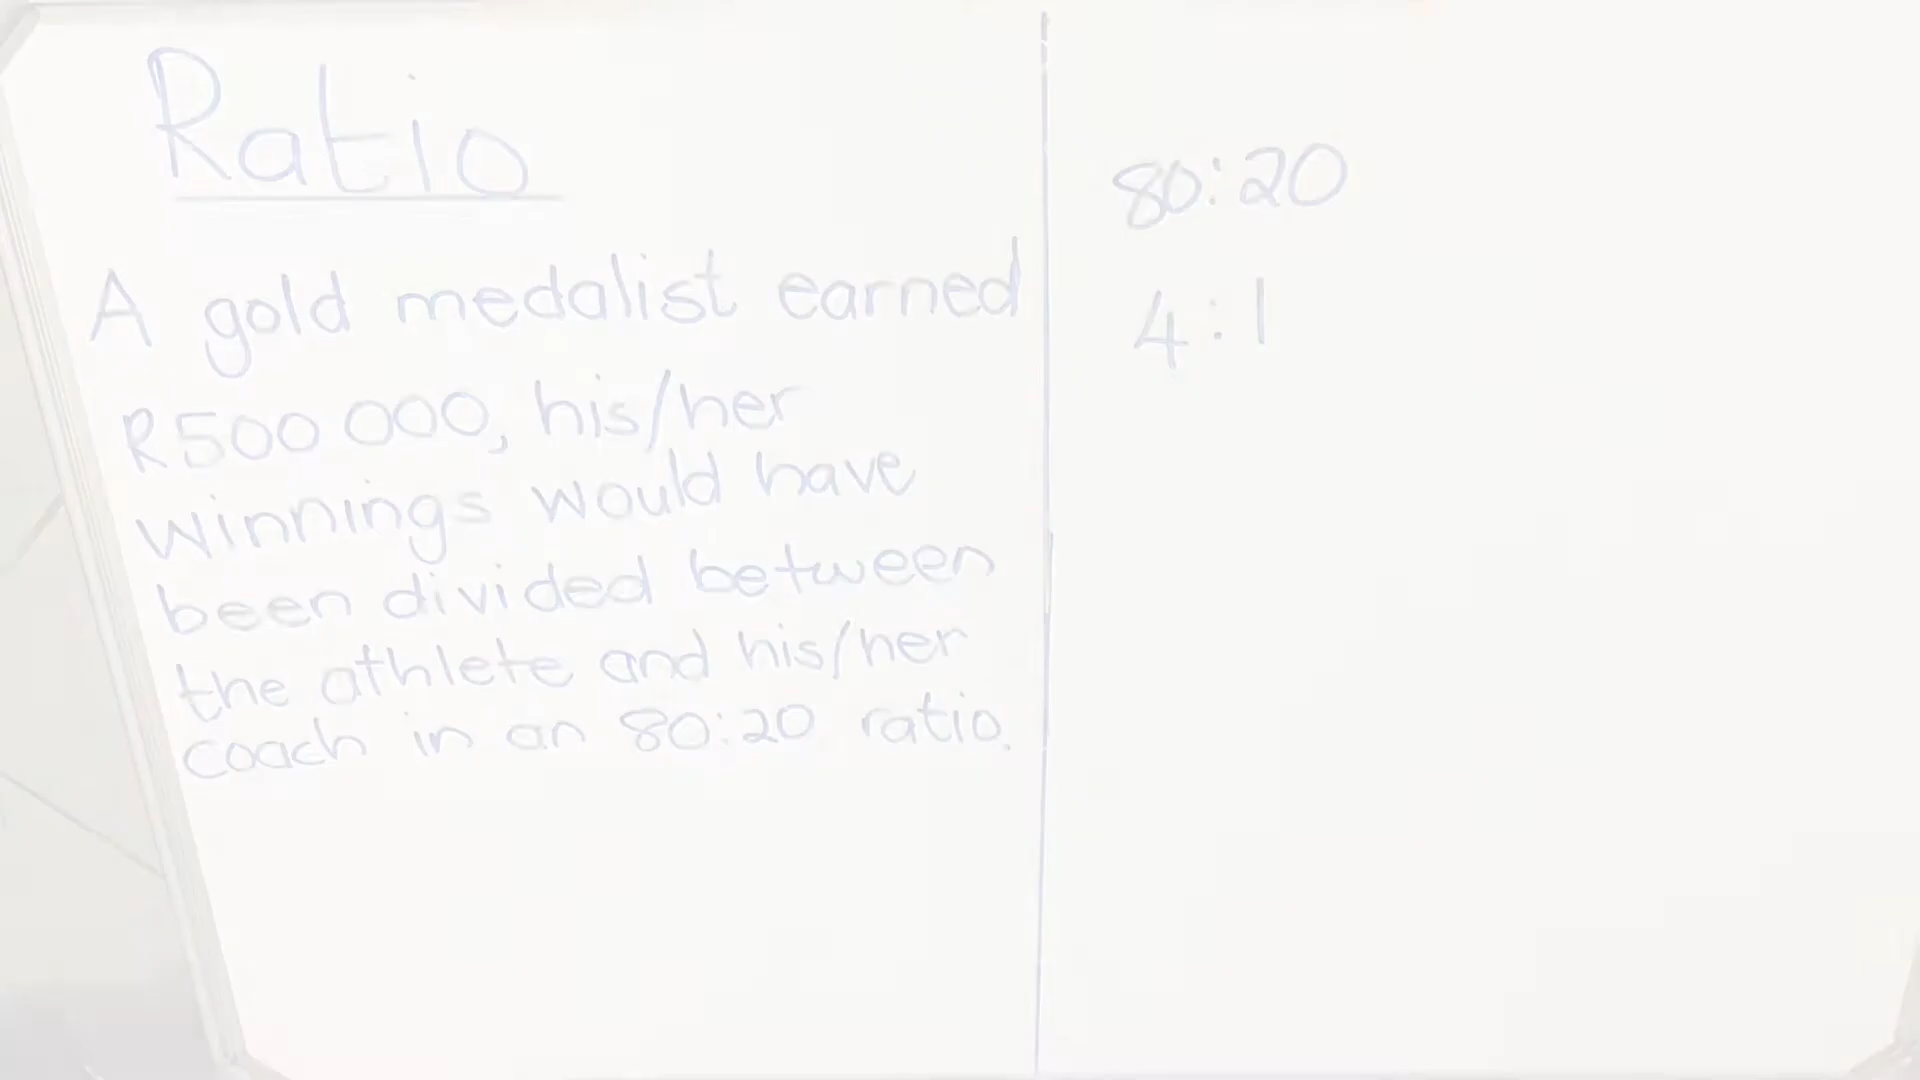 Ratio
A gold medalist earned
R500 000, his/her
winnings would have
been divided between
the athlete and his/her
coach in an 80:20 ratio.
80:20
4:1